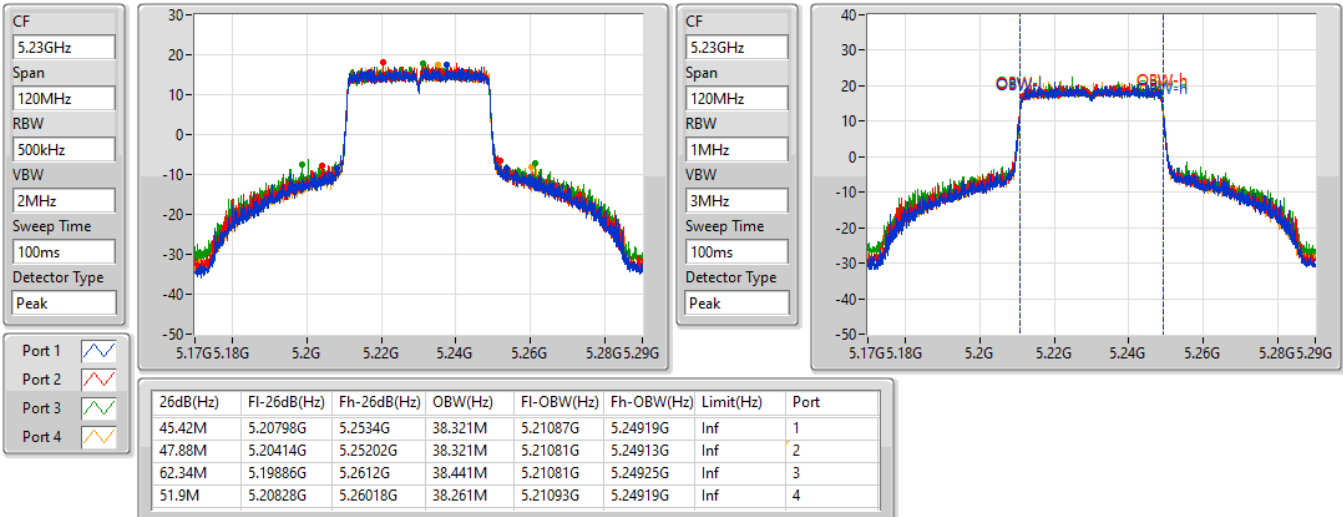 CF
5.23GHz
Span
120MHz
RBW
500kHz
VBW
2MHz
Sweep Time
100ms
Detector Type
Peak
30
20
10
0
-10
-20
-30
-40
-50
5.17G 5.18G 5.2G 5.22G 5.24G 5.26G 5.28G 5.29G
CF
5.23GHz
Span
120MHz
RBW
1MHz
VBW
3MHz
Sweep Time
100ms
Detector Type
Peak
40
30
20
10
0
-10
-20
-30
-40
-50
OBW-l OBW-h
5.17G 5.18G 5.2G 5.22G 5.24G 5.26G 5.28G 5.29G
Port 1
Port 2
Port 3
Port 4
26dB(Hz) Fl-26dB(Hz) Fh-26dB(Hz) OBW(Hz) Fl-OBW(Hz) Fh-OBW(Hz) Limit(Hz) Port
45.42M 5.20798G 5.2534G 38.321M 5.21087G 5.24919G Inf 1
47.88M 5.20414G 5.25202G 38.321M 5.21081G 5.24913G Inf 2
62.34M 5.19886G 5.2612G 38.441M 5.21081G 5.24925G Inf 3
51.9M 5.20828G 5.26018G 38.261M 5.21093G 5.24919G Inf 4